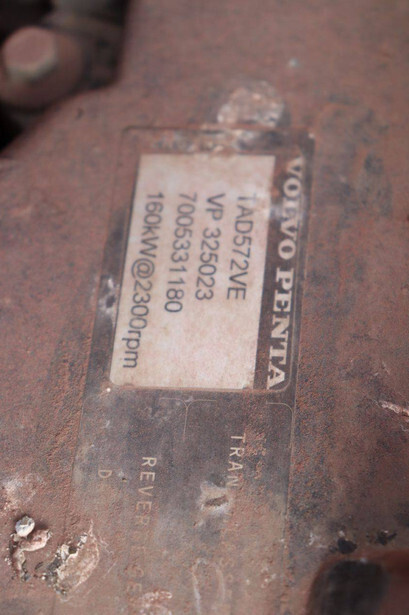 VOLVO PENTA
TAD572VE
VP 325023
7005331180
160kW@2300rpm
TRAN
REVER
D